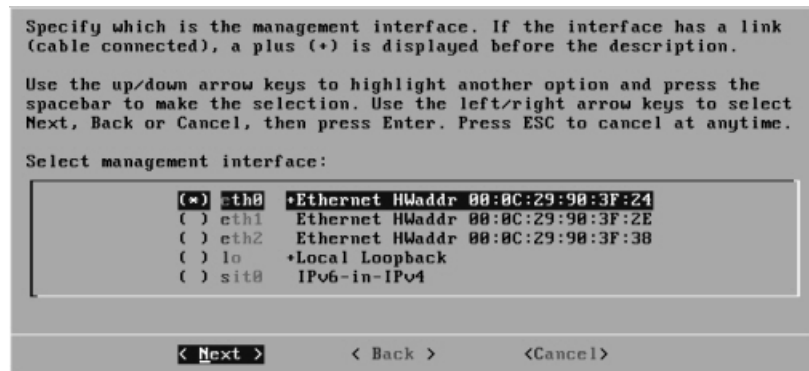 Specify which is the management interface. If the interface has a link
(cable connected), a plus (+) is displayed before the description.
Use the up/down arrow keys to highlight another option and press the
spacebar to make the selection. Use the left/right arrow keys to select
Next, Back or Cancel, then press Enter. Press ESC to cancel at anytime.
Select management interface:
(*) eth0 +Ethernet HWaddr 00:0C:29:90:3F:24
( ) eth1 Ethernet HWaddr 00:0C:29:90:3F:2E
( ) eth2 Ethernet HWaddr 00:0C:29:90:3F:38
( ) lo +Local Loopback
( ) sit0 IPv6-in-IPv4
< Next > < Back > <Cancel>